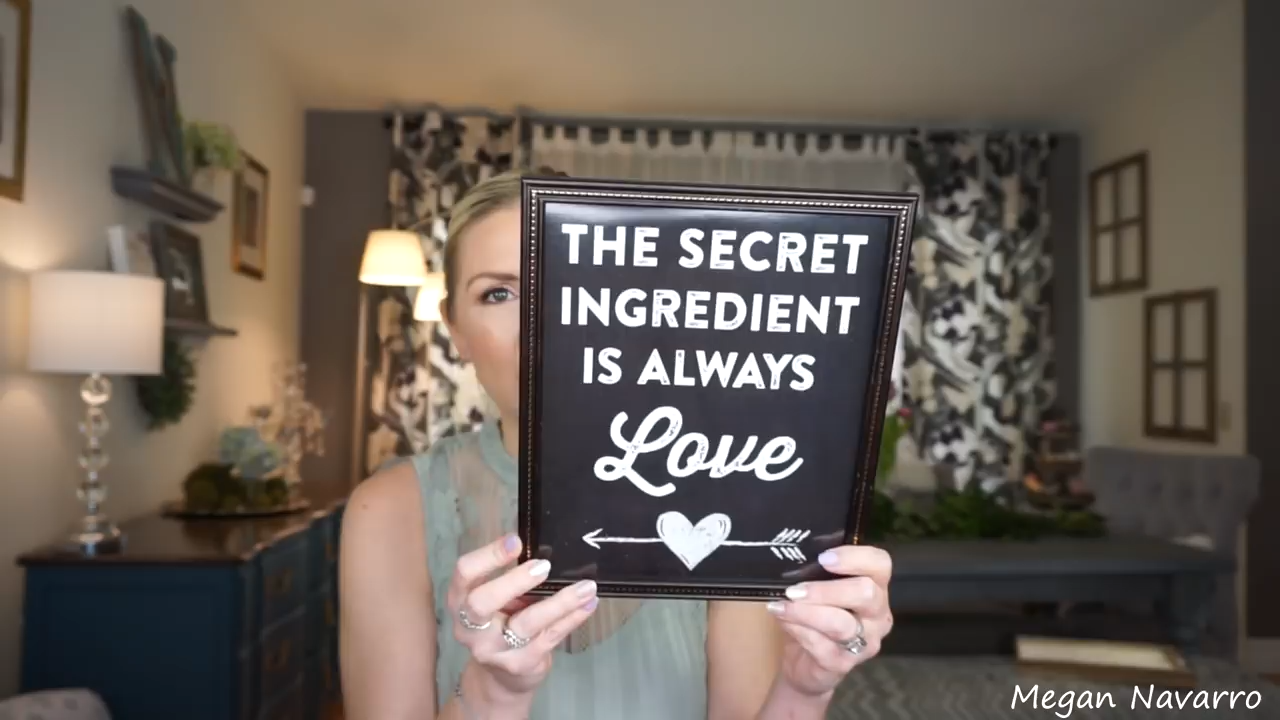 THE SECRET
INGREDIENT
IS ALWAYS
Love
Megan Navarro